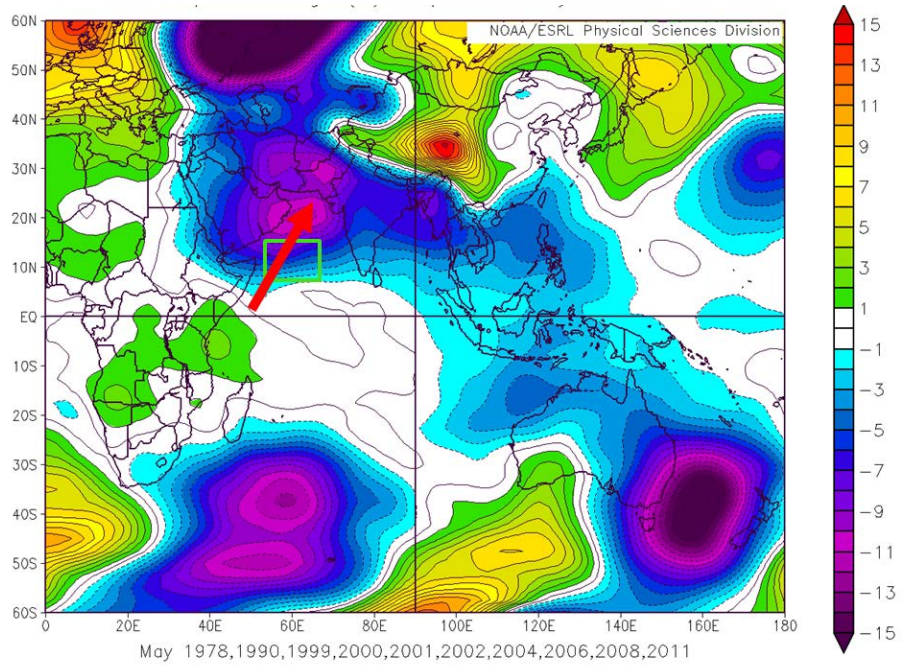 NOAA/ESRL Physical Sciences Division
60N
50N
40N
30N
20N
10N
EQ
10S
20S
30S
40S
50S
60S
0
20E
40E
60E
80E
100E
120E
140E
160E
180
15
13
11
9
7
5
3
1
-1
-3
-5
-7
-9
-11
-13
-15
May 1978,1990,1999,2000,2001,2002,2004,2006,2008,2011